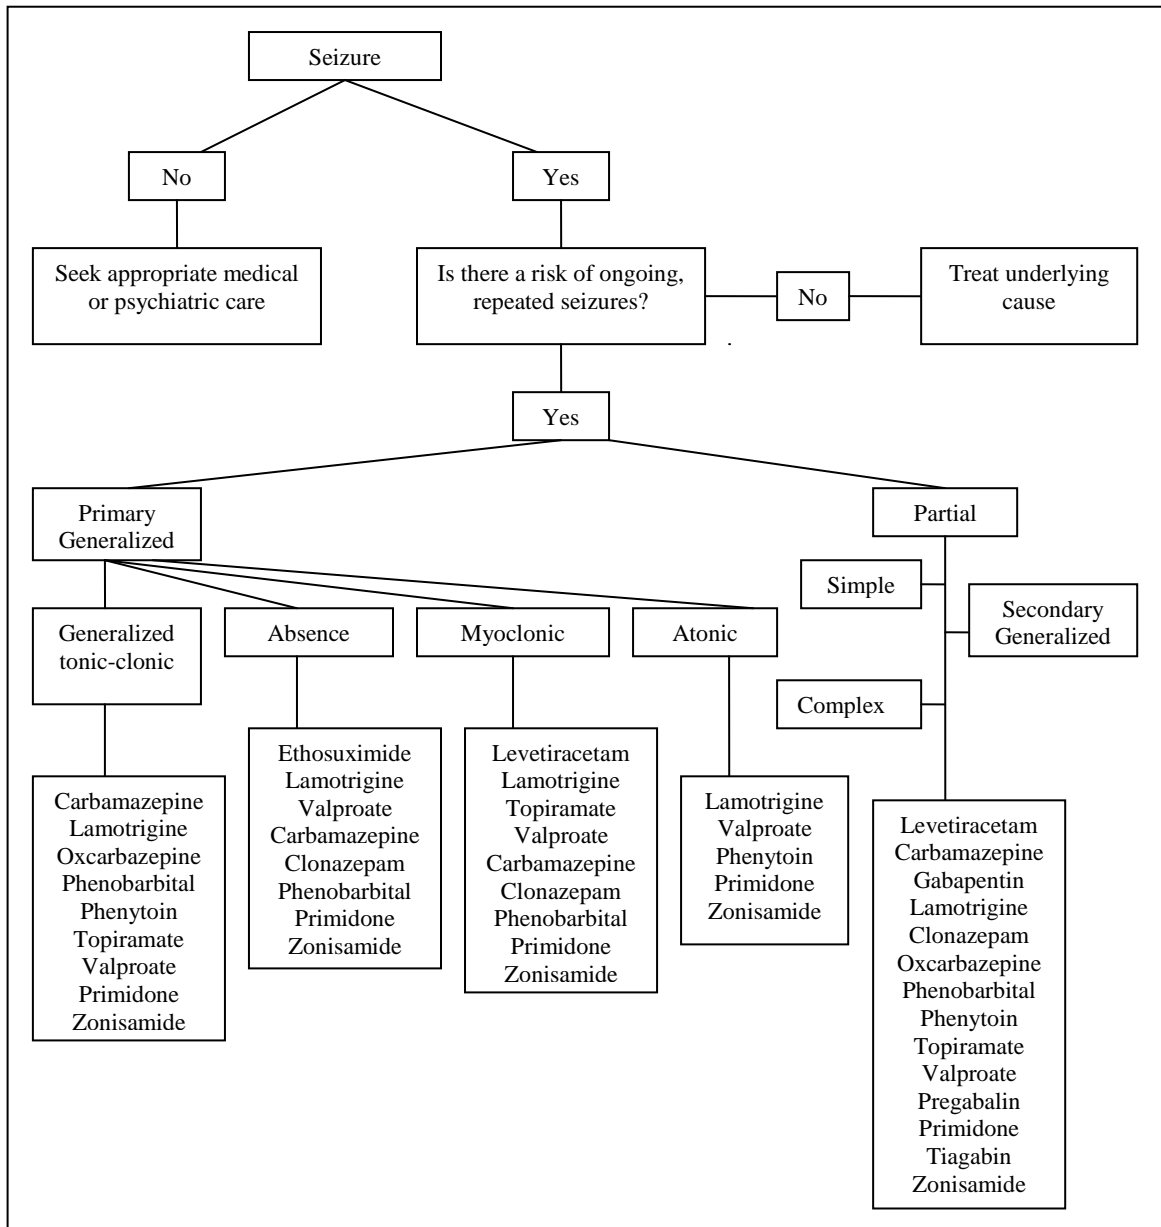 Seizure
No
Yes
Seek appropriate medical
or psychiatric care
Is there a risk of ongoing,
repeated seizures?
No
Treat underlying
cause
.
Yes
Primary
Generalized
Partial
Simple
Secondary
Generalized
Complex
Generalized
tonic-clonic
Absence
Myoclonic
Atonic
Carbamazepine
Lamotrigine
Oxcarbazepine
Phenobarbital
Phenytoin
Topiramate
Valproate
Primidone
Zonisamide
Ethosuximide
Lamotrigine
Valproate
Carbamazepine
Clonazepam
Phenobarbital
Primidone
Zonisamide
Levetiracetam
Lamotrigine
Topiramate
Valproate
Carbamazepine
Clonazepam
Phenobarbital
Primidone
Zonisamide
Lamotrigine
Valproate
Phenytoin
Primidone
Zonisamide
Levetiracetam
Carbamazepine
Gabapentin
Lamotrigine
Clonazepam
Oxcarbazepine
Phenobarbital
Phenytoin
Topiramate
Valproate
Pregabalin
Primidone
Tiagabin
Zonisamide